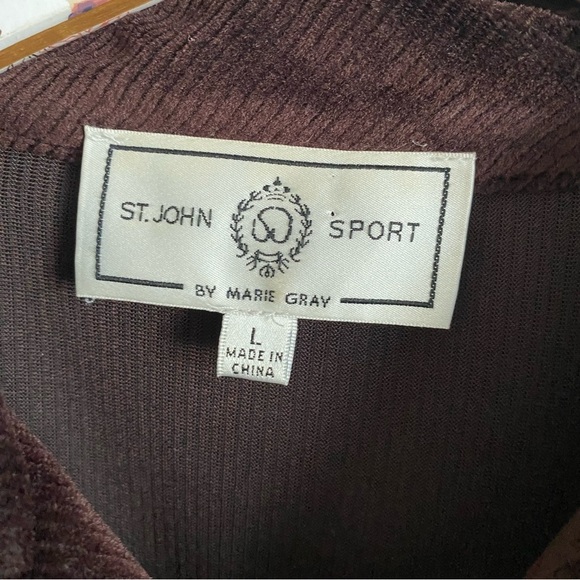 ST. JOHN SPORT
BY MARIE GRAY
L
MADE IN
CHINA